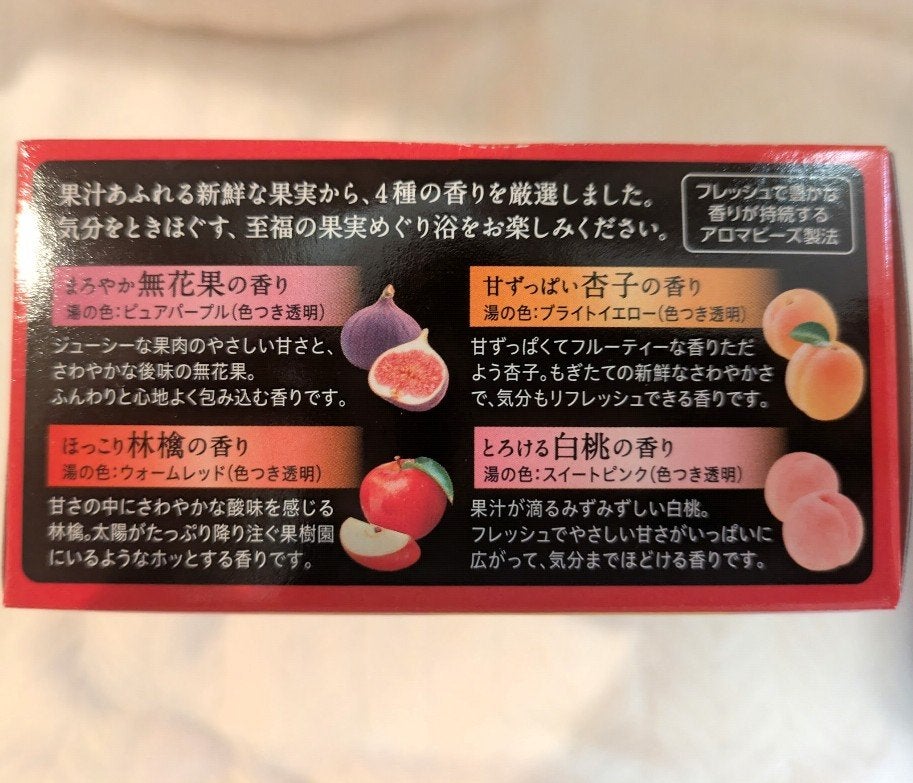 果汁あふれる新鮮な果実から、4種の香りを厳選しました。
気分をときほぐす、至福の果実めぐり浴をお楽しみください。
フレッシュで豊かな
香りが持続する
アロマビーズ製法
まろやか無花果の香り
湯の色:ピュアパープル(色つき透明)
ジューシーな果肉のやさしい甘さと、
さわやかな後味の無花果。
ふんわりと心地よく包み込む香りです。
甘ずっぱい杏子の香り
湯の色:ブライトイエロー(色つき透明)
甘ずっぱくてフルーティーな香りただ
よう杏子。もぎたての新鮮なさわやかさ
で、気分もリフレッシュできる香りです。
ほっこり林檎の香り
湯の色:ウォームレッド(色つき透明)
甘さの中にさわやかな酸味を感じる
林檎。太陽がたっぷり降り注ぐ果樹園
にいるようなホッとする香りです。
とろける白桃の香り
湯の色:スイートピンク(色つき透明)
果汁が滴るみずみずしい白桃。
フレッシュでやさしい甘さがいっぱいに
広がって、気分までほどける香りです。